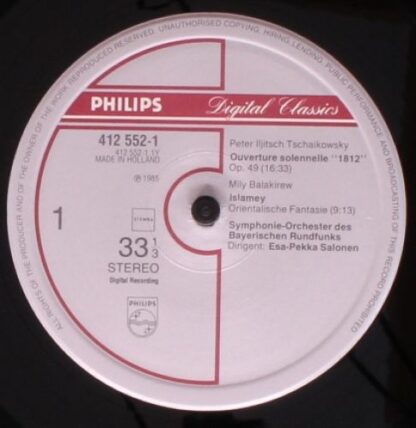 ALL RIGHTS OF THE PRODUCER AND OF THE OWNER OF THE WORK REPRODUCED RESERVED. UNAUTHORISED COPYING, HIRING, LENDING, PUBLIC PERFORMANCE AND BROADCASTING OF THIS RECORD PROHIBITED
PHILIPS
Digital Classics
412 552-1
412 552.1 1Y
MADE IN HOLLAND
℗ 1985
1
STEMRA
33 1/3
STEREO
Digital Recording
PHILIPS
Peter Iljitsch Tschaikowsky
Ouverture solennelle "1812"
Op. 49 (16:33)
Mily Balakirew
Islamey
Orientalische Fantasie (9:13)
Symphonie-Orchester des
Bayerischen Rundfunks
Dirigent: Esa-Pekka Salonen